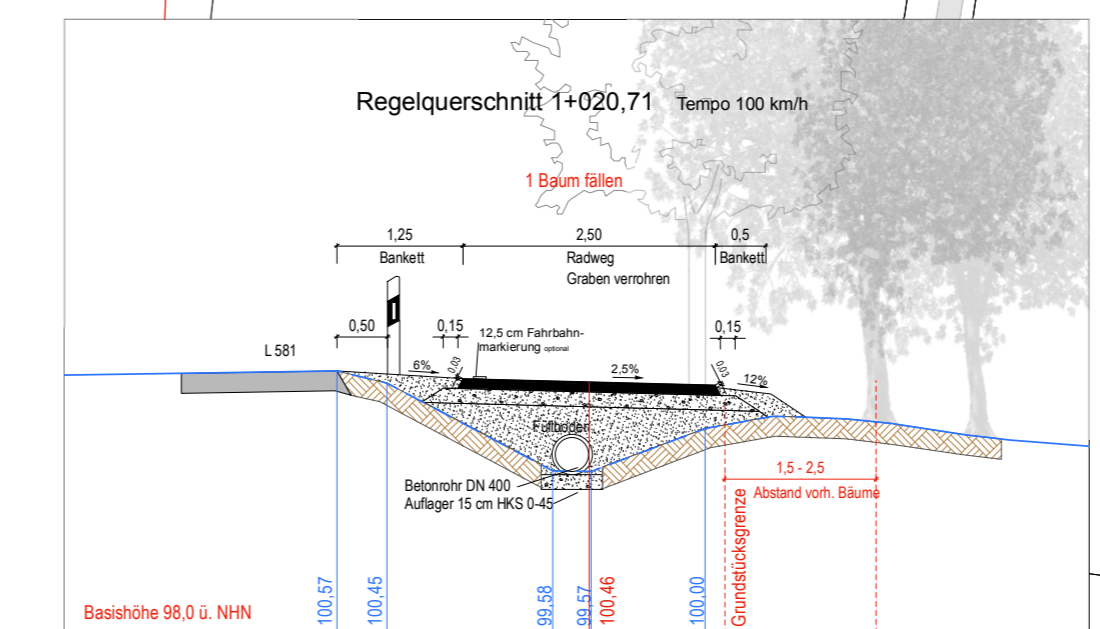 Regelquerschnitt 1+020,71 Tempo 100 km/h
1 Baum fällen
1,25 2,50 0,5
Bankett Radweg Bankett
Graben verrohren
0,50 0,15 12,5 cm Fahrbahn- 0,15
markierung optional
L 581
6% 0,03 2,5% 0,03 12%
Füllboden
Betonrohr DN 400
Auflager 15 cm HKS 0-45
1,5 - 2,5
Abstand vorh. Bäume
Grundstücksgrenze
100,57 100,45 99,58 99,57 100,46 100,00
Basishöhe 98,0 ü. NHN